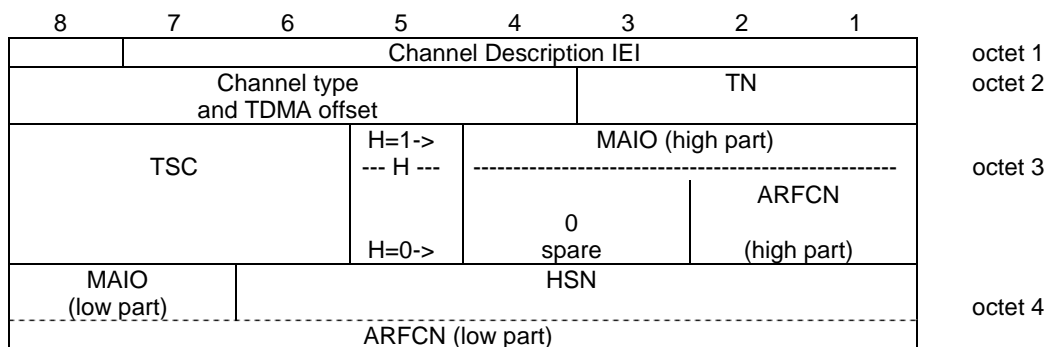 8 7 6 5 4 3 2 1
Channel Description IEI octet 1
Channel type TN octet 2
and TDMA offset
H=1-> MAIO (high part)
TSC --- H --- ----------------------------------------------------- octet 3
ARFCN
0
H=0-> spare (high part)
MAIO HSN
(low part) octet 4
ARFCN (low part)